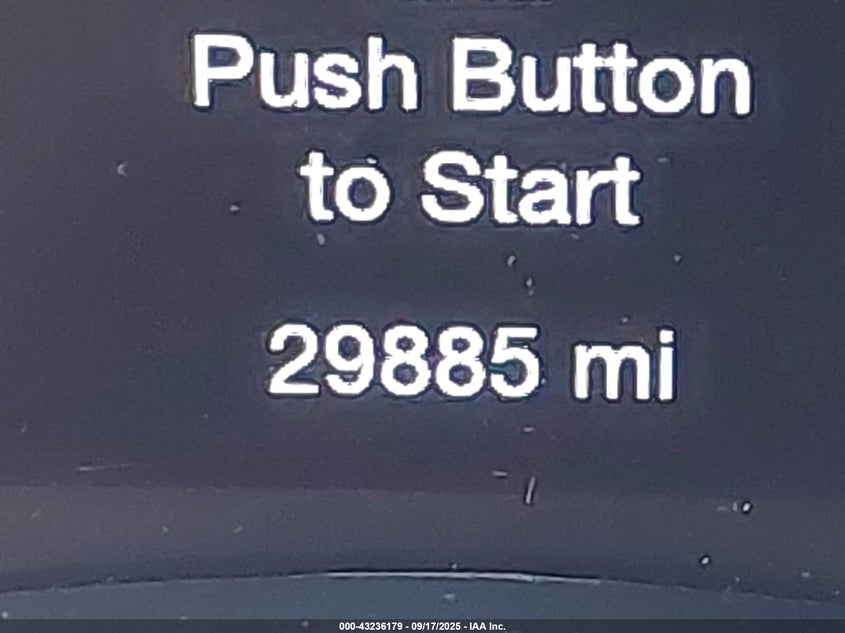 Push Button
to Start
29885 mi
000-43236179 - 09/17/2025 - IAA Inc.